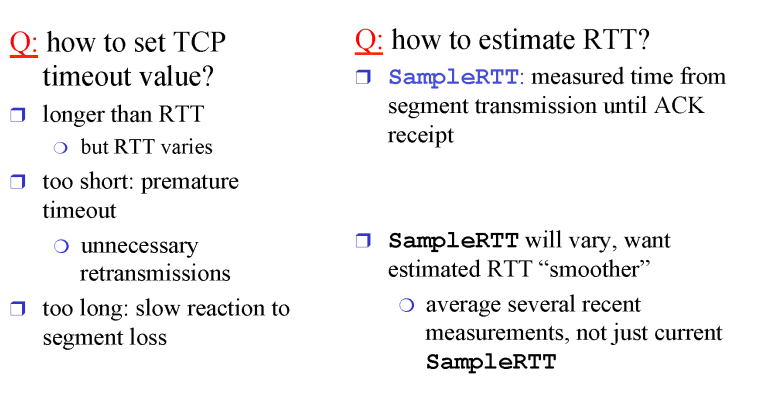 Q: how to set TCP
timeout value?
longer than RTT
but RTT varies
too short: premature
timeout
unnecessary
retransmissions
too long: slow reaction to
segment loss
Q: how to estimate RTT?
SampleRTT: measured time from
segment transmission until ACK
receipt
SampleRTT will vary, want
estimated RTT “smoother”
average several recent
measurements, not just current
SampleRTT